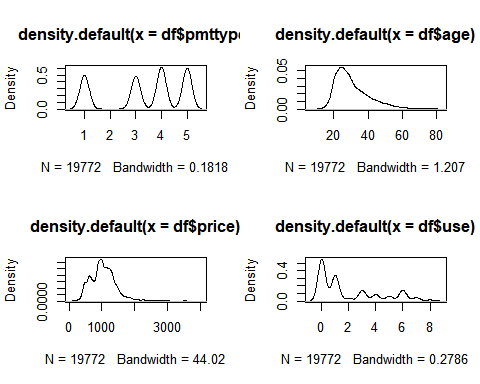 density.default(x = df$pmttype
Density
0.0 0.5
1 2 3 4 5
N = 19772 Bandwidth = 0.1818
density.default(x = df$age)
Density
0.00 0.05
20 40 60 80
N = 19772 Bandwidth = 1.207
density.default(x = df$price)
Density
0.0000
0 1000 3000
N = 19772 Bandwidth = 44.02
density.default(x = df$use)
Density
0.0 0.4
0 2 4 6 8
N = 19772 Bandwidth = 0.2786